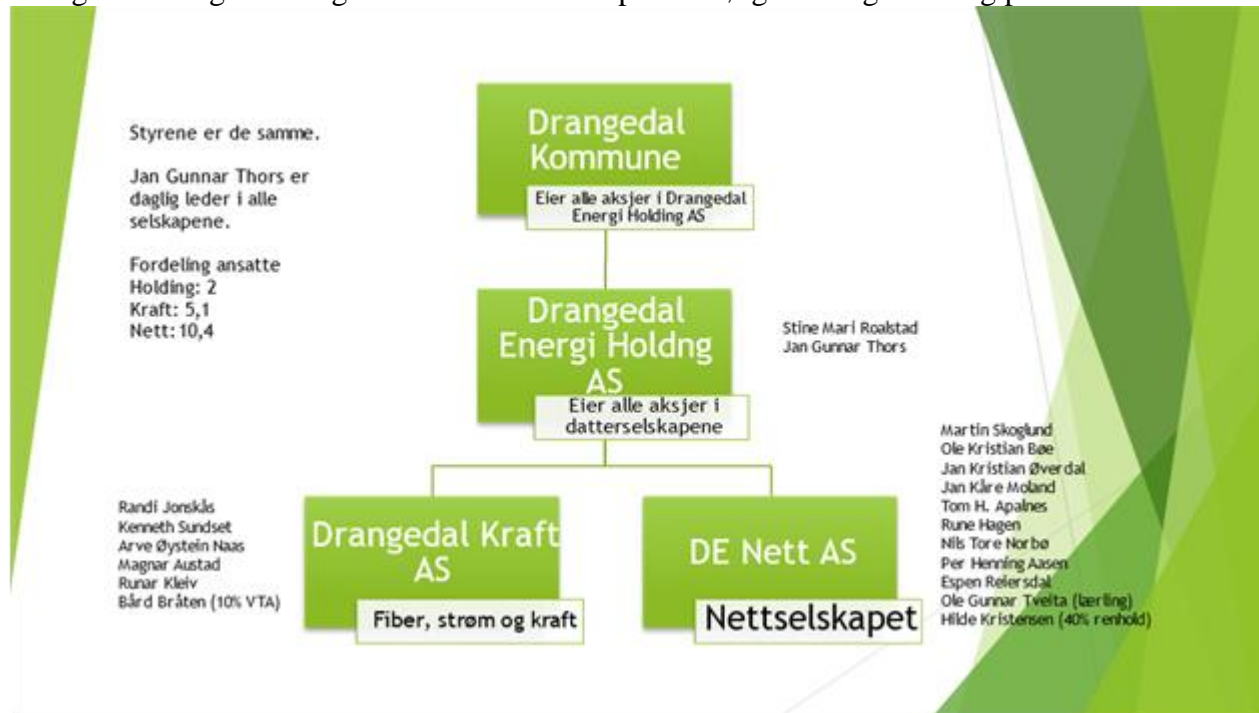 Styrene er de samme.
Jan Gunnar Thors er
daglig leder i alle
selskapene.
Fordeling ansatte
Holding: 2
Kraft: 5,1
Nett: 10,4
Drangedal
Kommune
Eier alle aksjer i Drangedal
Energi Holding AS
Drangedal
Energi Holdng
AS
Eier alle aksjer i
datterselskapene
Stine Mari Roalstad
Jan Gunnar Thors
Randi Jonskås
Kenneth Sundset
Arve Øystein Naas
Magnar Austad
Runar Kleiv
Bård Bråten (10% VTA)
Drangedal Kraft
AS
Fiber, strøm og kraft
DE Nett AS
Nettselskapet
Martin Skoglund
Ole Kristian Bøe
Jan Kristian Øverdal
Jan Kåre Moland
Tom H. Apalnes
Rune Hagen
Nils Tore Norbø
Per Henning Aasen
Espen Reiersdal
Ole Gunnar Tveita (lærling)
Hilde Kristensen (40% renhold)